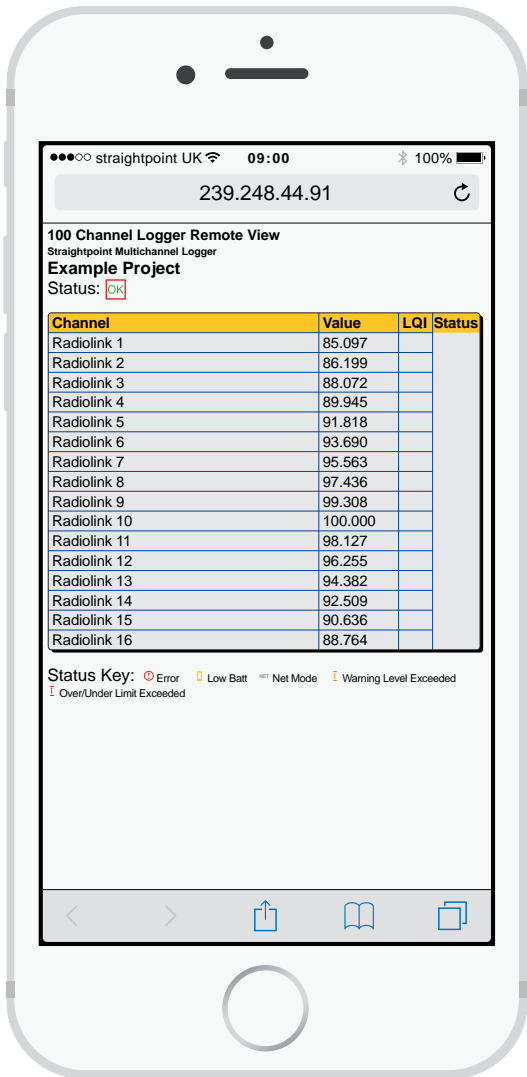 straightpoint UK 09:00 100%
239.248.44.91
100 Channel Logger Remote View
Straightpoint Multichannel Logger
Example Project
Status: OK
Channel Value LQI Status
Radiolink 1 85.097
Radiolink 2 86.199
Radiolink 3 88.072
Radiolink 4 89.945
Radiolink 5 91.818
Radiolink 6 93.690
Radiolink 7 95.563
Radiolink 8 97.436
Radiolink 9 99.308
Radiolink 10 100.000
Radiolink 11 98.127
Radiolink 12 96.255
Radiolink 13 94.382
Radiolink 14 92.509
Radiolink 15 90.636
Radiolink 16 88.764
Status Key: Error Low Batt NET Net Mode Warning Level Exceeded
Over/Under Limit Exceeded